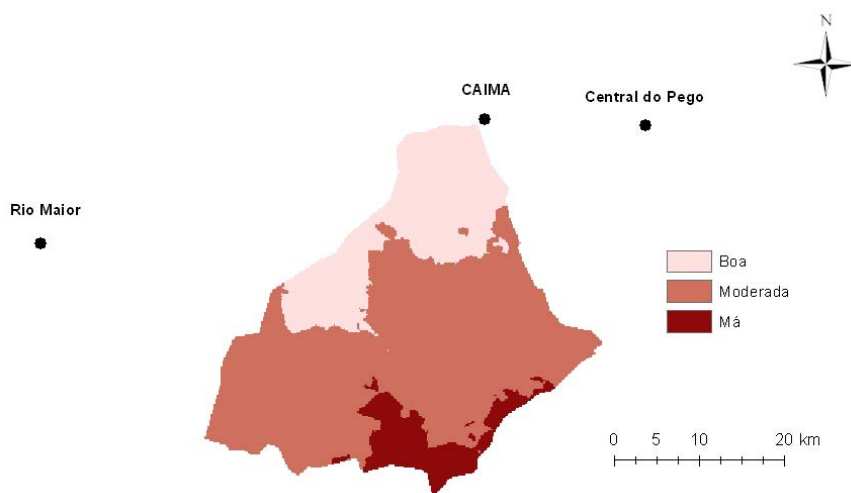 N
CAIMA
Central do Pego
Rio Maior
Boa
Moderada
Má
0 5 10 20 km